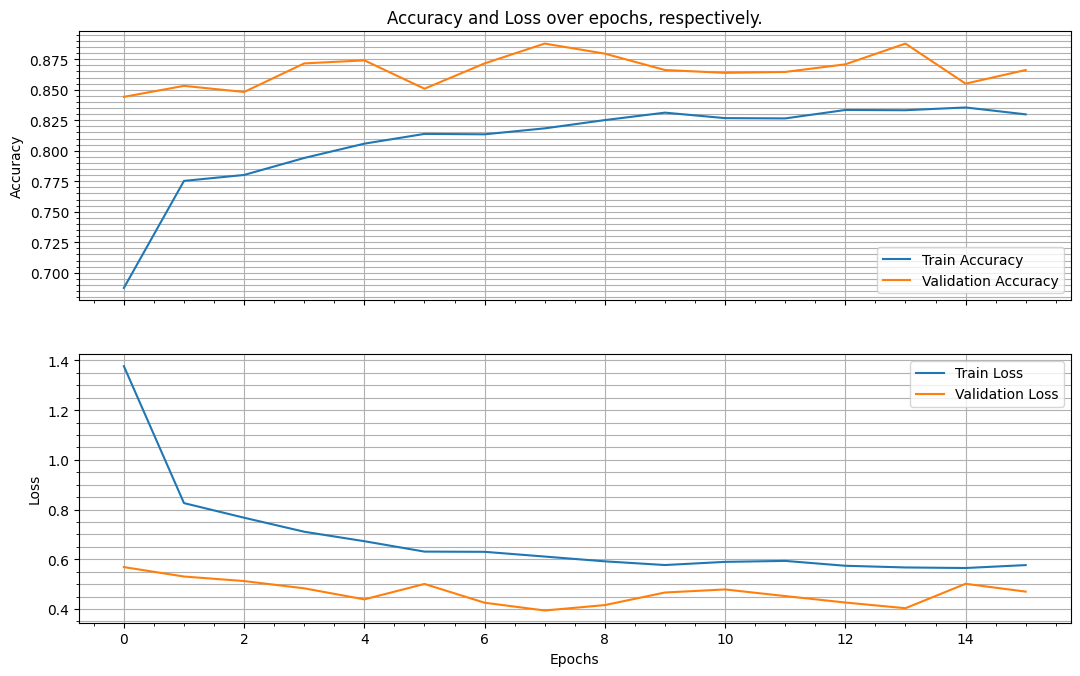 Accuracy and Loss over epochs, respectively.
0.875
0.850
0.825
0.800
0.775
0.750
0.725
0.700
Accuracy
Train Accuracy
Validation Accuracy
1.4
1.2
1.0
0.8
0.6
0.4
Loss
Train Loss
Validation Loss
0 2 4 6 8 10 12 14
Epochs